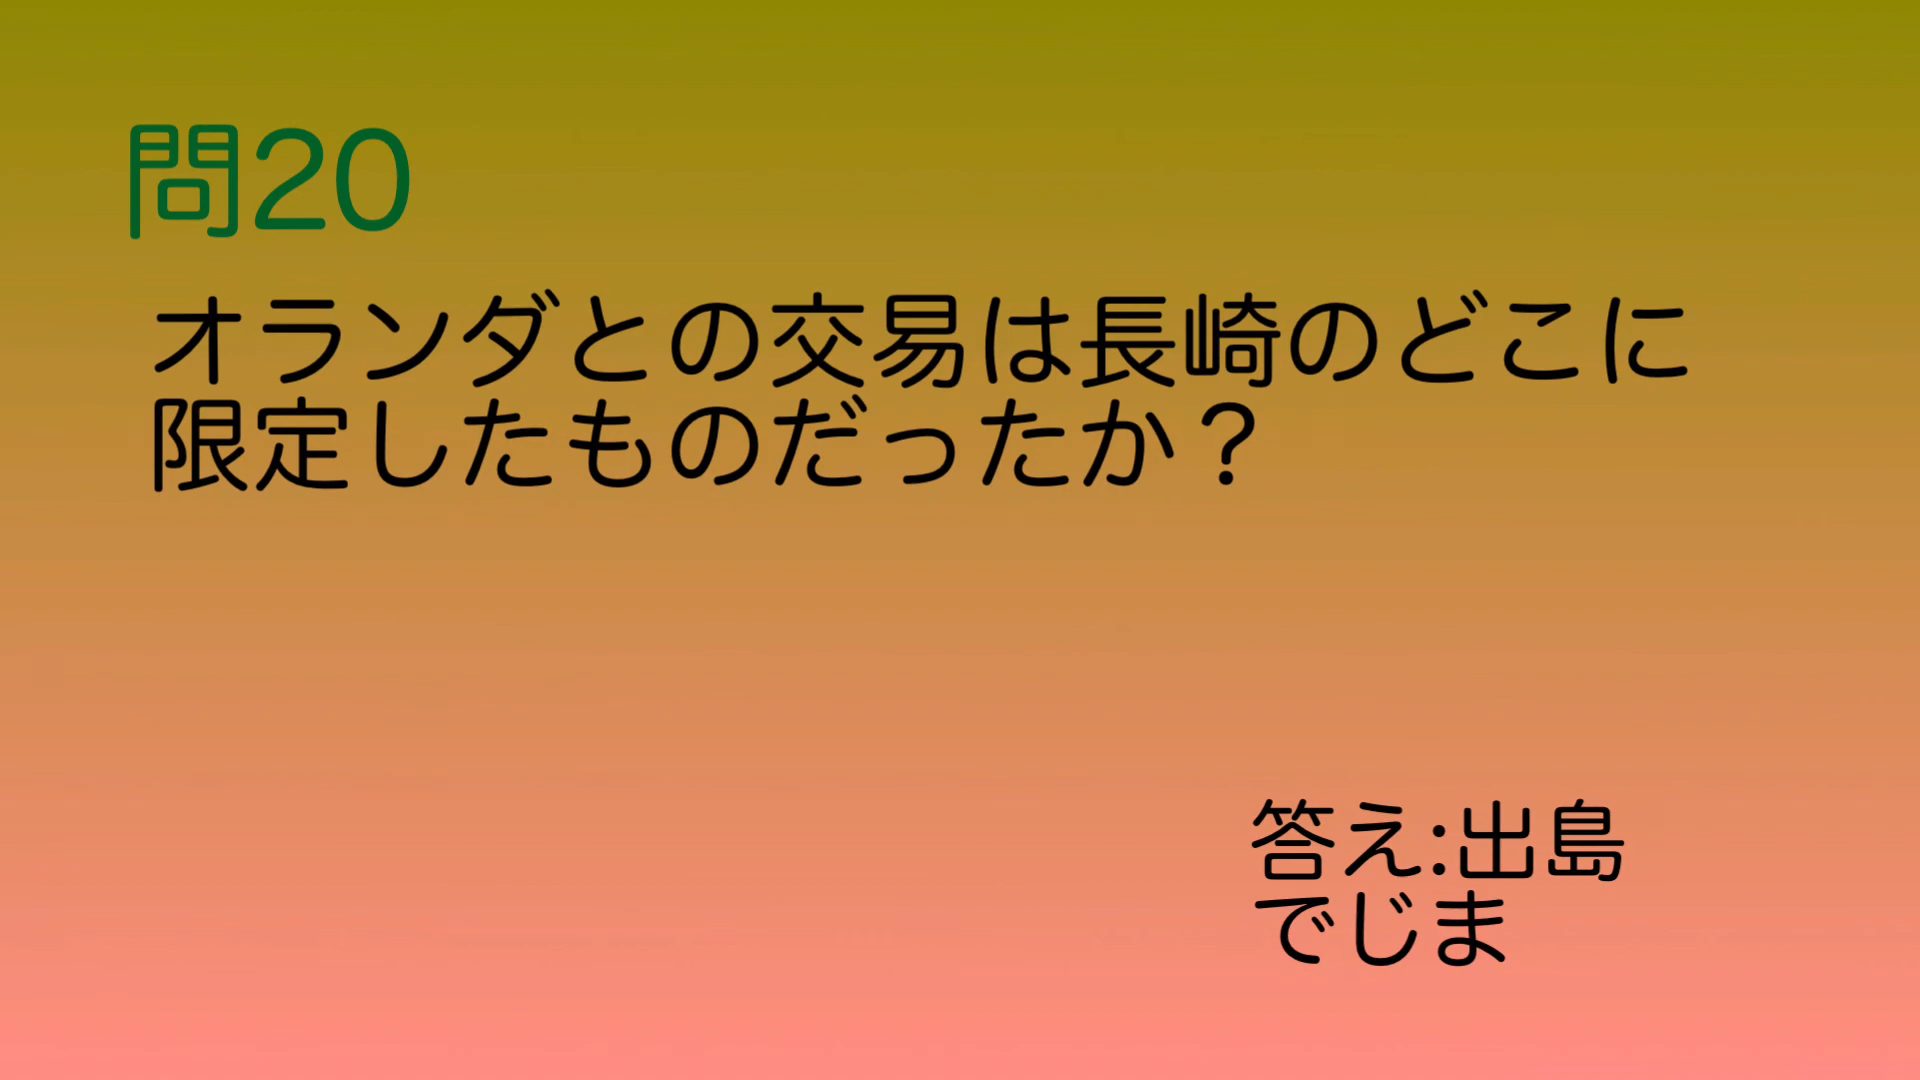 問20
オランダとの交易は長崎のどこに
限定したものだったか？
答え:出島
でじま